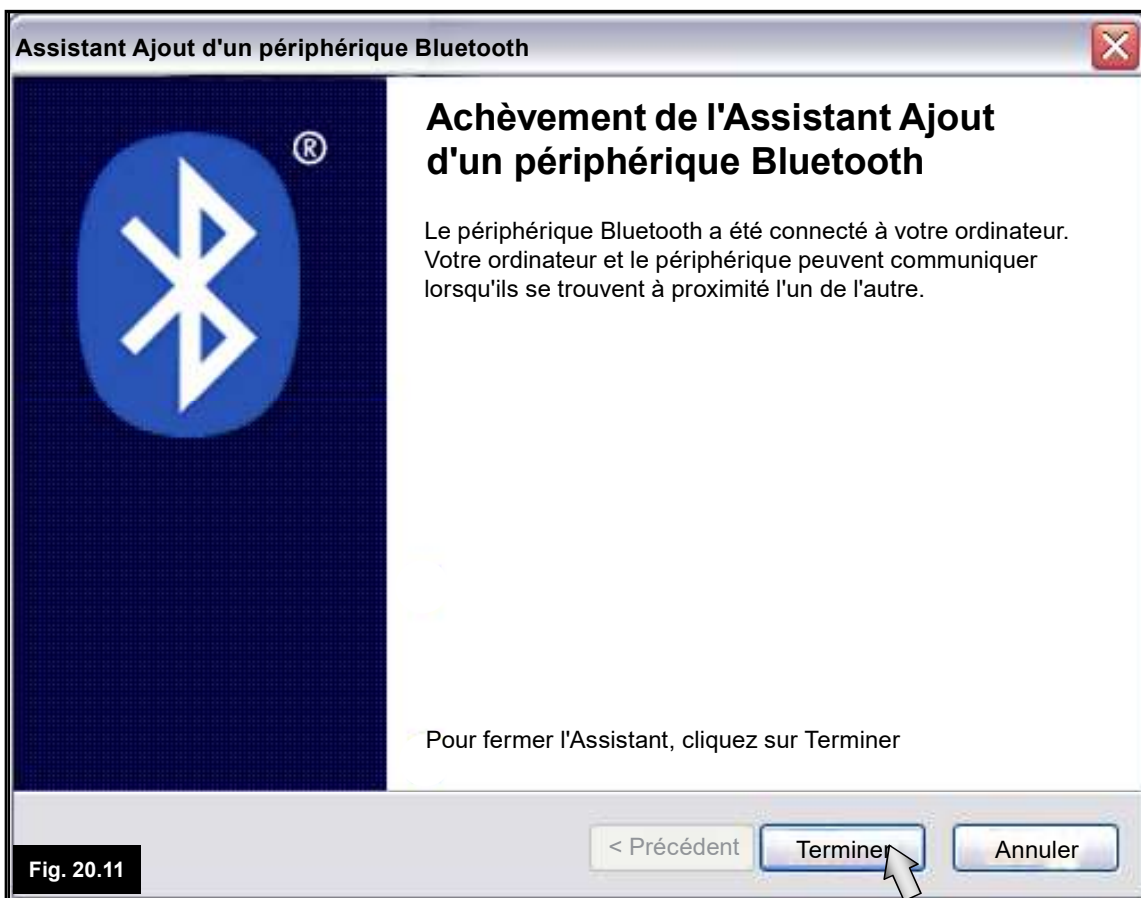 Assistant Ajout d'un périphérique Bluetooth
®
Achèvement de l'Assistant Ajout
d'un périphérique Bluetooth
Le périphérique Bluetooth a été connecté à votre ordinateur.
Votre ordinateur et le périphérique peuvent communiquer
lorsqu'ils se trouvent à proximité l'un de l'autre.
Pour fermer l'Assistant, cliquez sur Terminer
< Précédent Terminer Annuler
Fig. 20.11